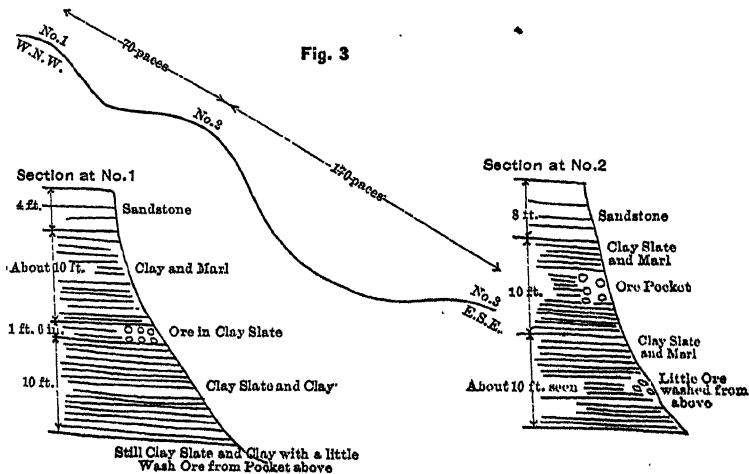 Fig. 3
No.1
W.N.W.
70 paces
No.2
170 paces
No.3
E.S.E.
Section at No.1
4 ft.
Sandstone
About 10 ft.
Clay and Marl
1 ft. 6 in.
Ore in Clay Slate
10 ft.
Clay Slate and Clay
Still Clay Slate and Clay with a little
Wash Ore from Pocket above
Section at No.2
8 ft.
Sandstone
Clay Slate
and Marl
10 ft.
Ore Pocket
Clay Slate
and Marl
About 10 ft. seen
Little Ore
washed from
above